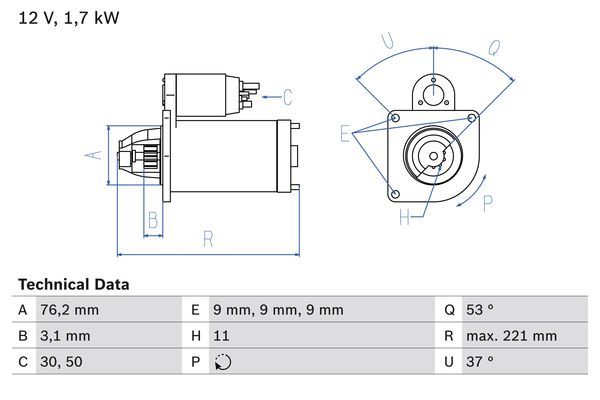 12 V, 1,7 kW
U
Q
C
A
E
B
R
H
P
Technical Data
A 76,2 mm E 9 mm, 9 mm, 9 mm Q 53 °
B 3,1 mm H 11 R max. 221 mm
C 30, 50 P U 37 °